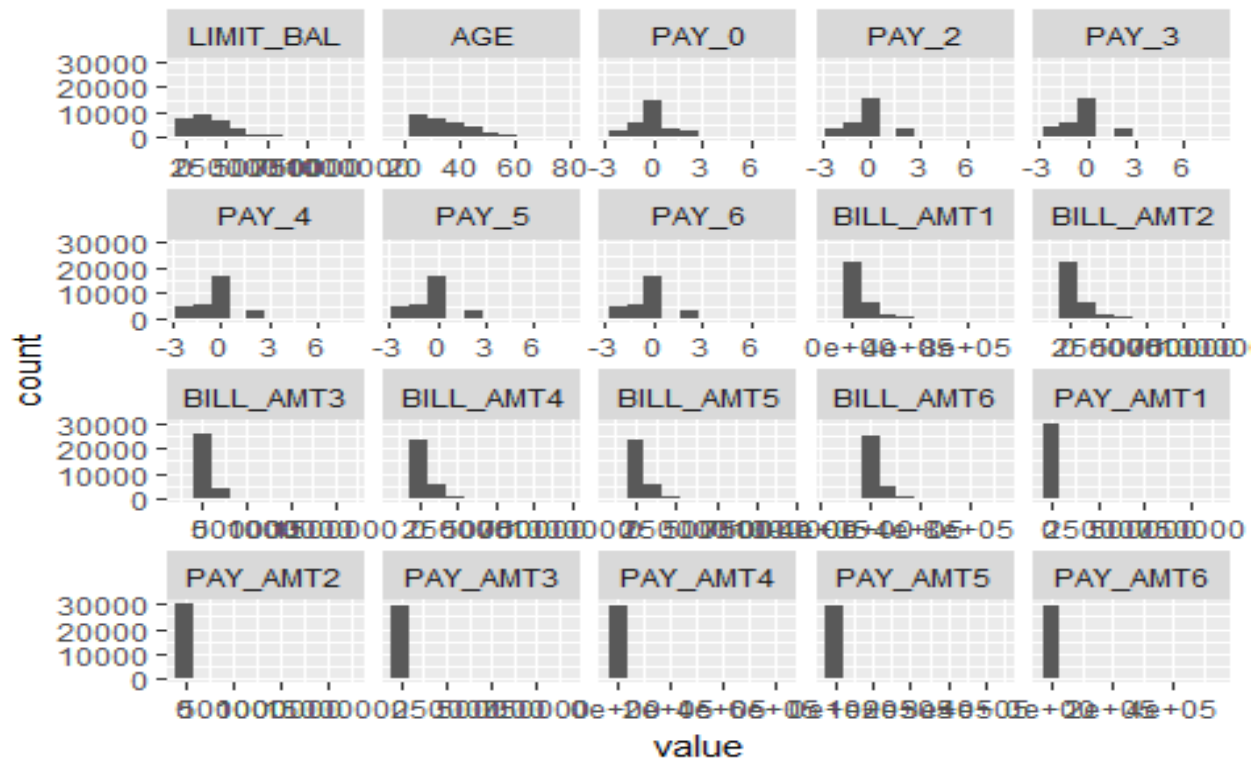 LIMIT_BAL AGE PAY_0 PAY_2 PAY_3
30000
20000
10000
0
20 40 60 80 -3 0 3 6 -3 0 3 6 -3 0 3 6
PAY_4 PAY_5 PAY_6 BILL_AMT1 BILL_AMT2
30000
20000
10000
0
-3 0 3 6 -3 0 3 6 -3 0 3 6
count
BILL_AMT3 BILL_AMT4 BILL_AMT5 BILL_AMT6 PAY_AMT1
30000
20000
10000
0
PAY_AMT2 PAY_AMT3 PAY_AMT4 PAY_AMT5 PAY_AMT6
30000
20000
10000
0
value